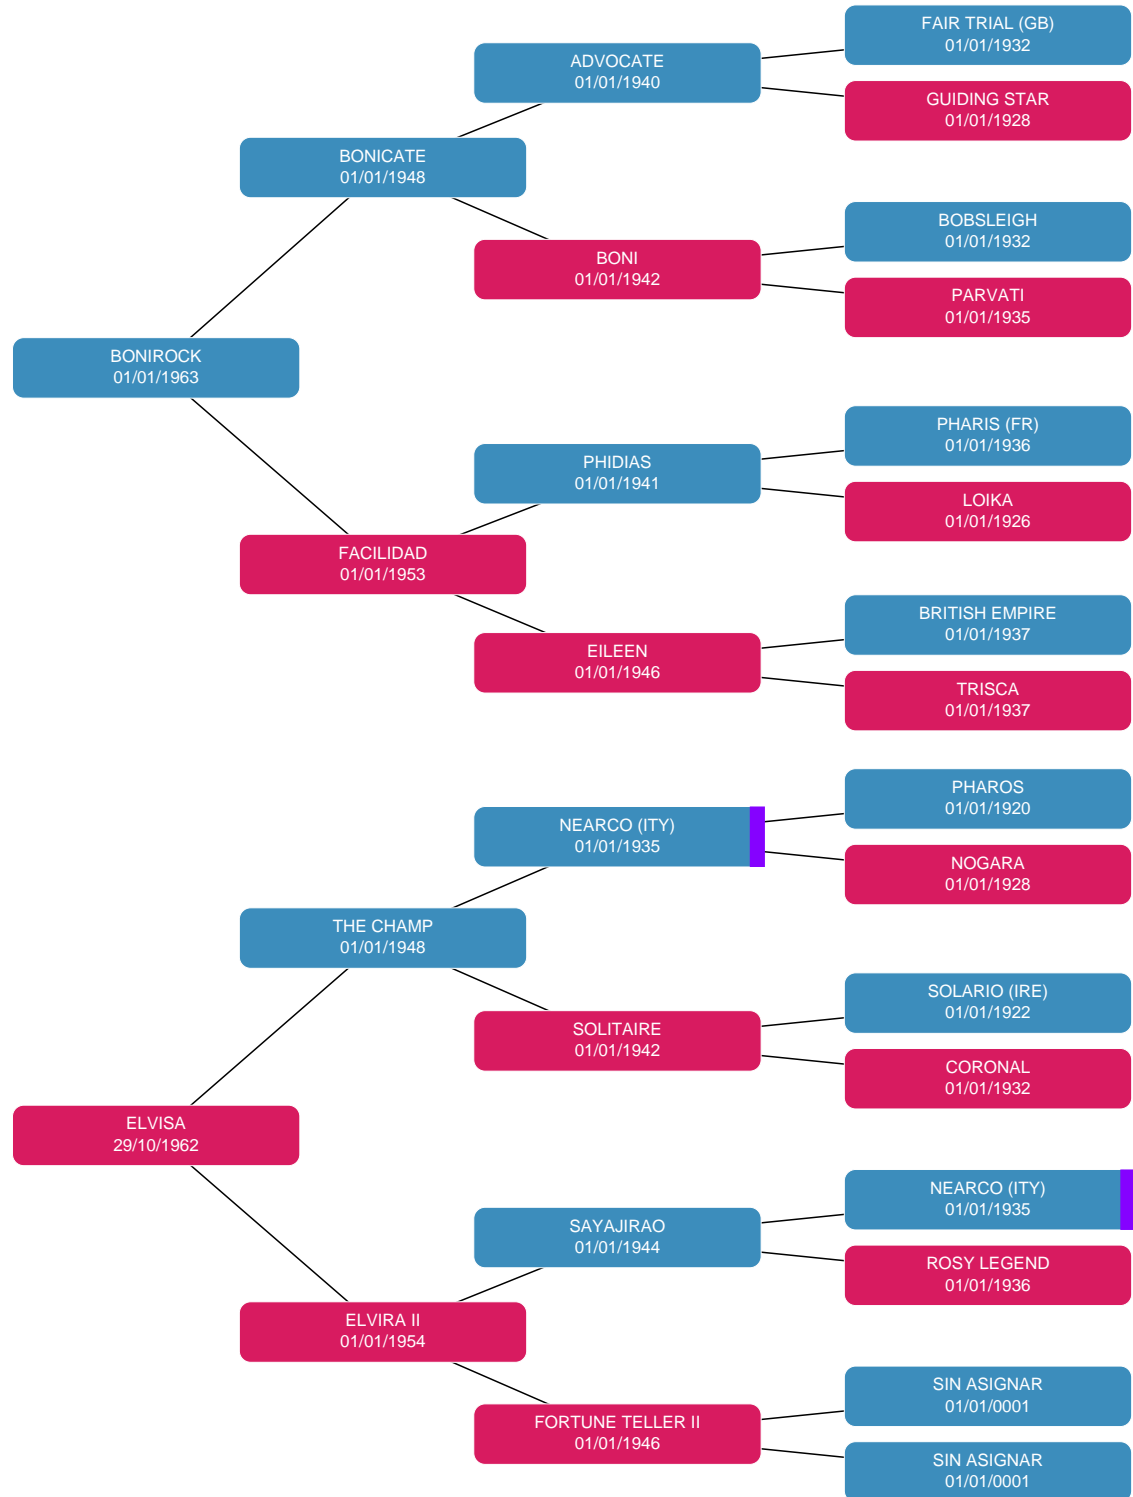 FAIR TRIAL (GB)
01/01/1932
ADVOCATE
01/01/1940
GUIDING STAR
01/01/1928
BONICATE
01/01/1948
BOBSLEIGH
01/01/1932
BONI
01/01/1942
PARVATI
01/01/1935
BONIROCK
01/01/1963
PHARIS (FR)
01/01/1936
PHIDIAS
01/01/1941
LOIKA
01/01/1926
FACILIDAD
01/01/1953
BRITISH EMPIRE
01/01/1937
EILEEN
01/01/1946
TRISCA
01/01/1937
PHAROS
01/01/1920
NEARCO (ITY)
01/01/1935
NOGARA
01/01/1928
THE CHAMP
01/01/1948
SOLARIO (IRE)
01/01/1922
SOLITAIRE
01/01/1942
CORONAL
01/01/1932
ELVISA
29/10/1962
NEARCO (ITY)
01/01/1935
SAYAJIRAO
01/01/1944
ROSY LEGEND
01/01/1936
ELVIRA II
01/01/1954
SIN ASIGNAR
01/01/0001
FORTUNE TELLER II
01/01/1946
SIN ASIGNAR
01/01/0001